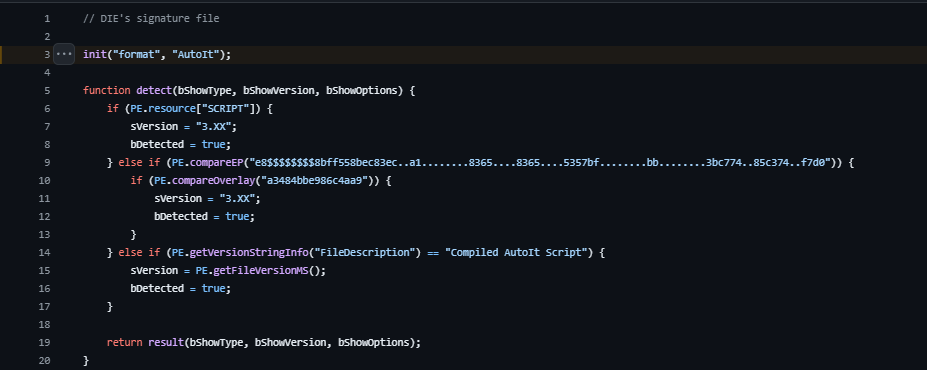 1 // DIE's signature file
2
3 ··· init("format", "AutoIt");
4
5 function detect(bShowType, bShowVersion, bShowOptions) {
6 if (PE.resource["SCRIPT"]) {
7 sVersion = "3.XX";
8 bDetected = true;
9 } else if (PE.compareEP("e8$$$$$$$$8bff558bec83ec..a1........8365....8365....5357bf........bb........3bc774..85c374..f7d0")) {
10 if (PE.compareOverlay("a3484bbe986c4aa9")) {
11 sVersion = "3.XX";
12 bDetected = true;
13 }
14 } else if (PE.getVersionStringInfo("FileDescription") == "Compiled AutoIt Script") {
15 sVersion = PE.getFileVersionMS();
16 bDetected = true;
17 }
18
19 return result(bShowType, bShowVersion, bShowOptions);
20 }